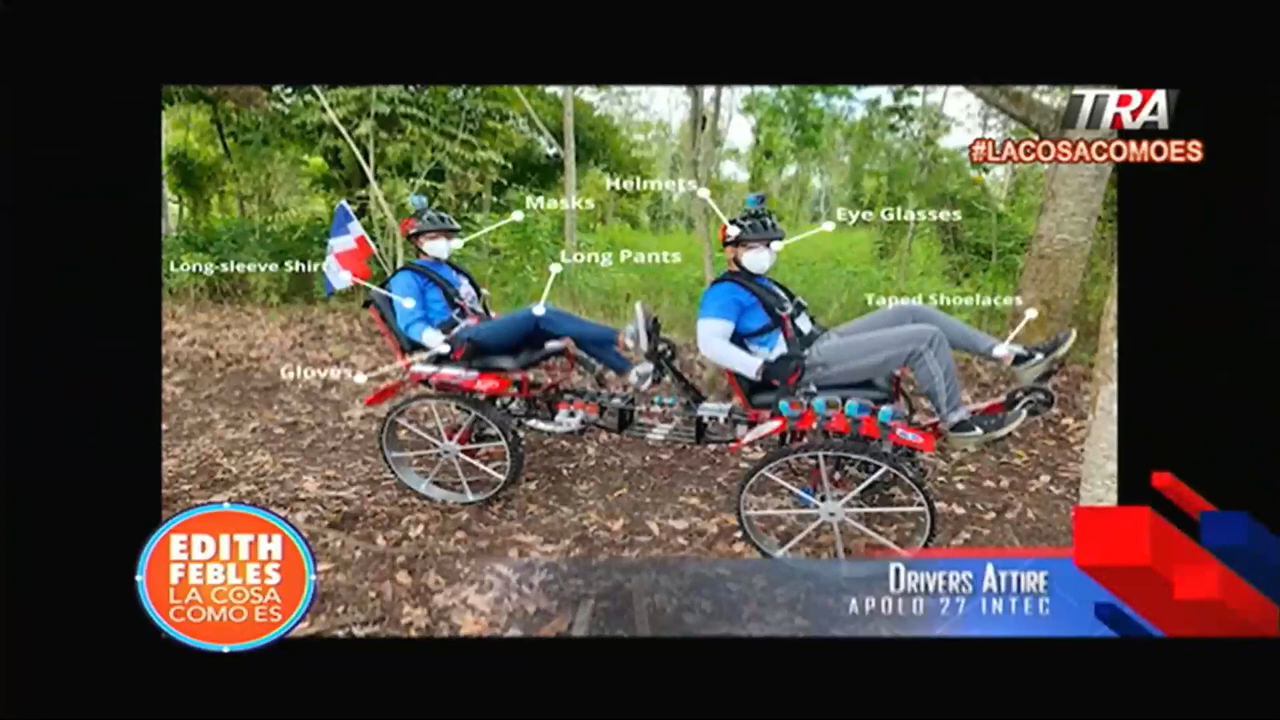 TRA
#LACOSACOMOES
Helmets
Masks
Eye Glasses
Long Pants
Long-sleeve Shirts
Taped Shoelaces
Gloves
EDITH
FEBLES
LA COSA
COMO ES
DRIVERS ATTIRE
APOLO 27 INTEC